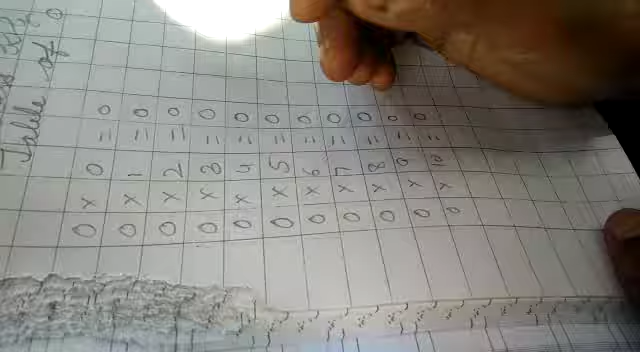 Table of 0
0 x 0 = 0
0 x 1 = 0
0 x 2 = 0
0 x 3 = 0
0 x 4 = 0
0 x 5 = 0
0 x 6 = 0
0 x 7 = 0
0 x 8 = 0
0 x 9 = 0
0 x 10 = 0